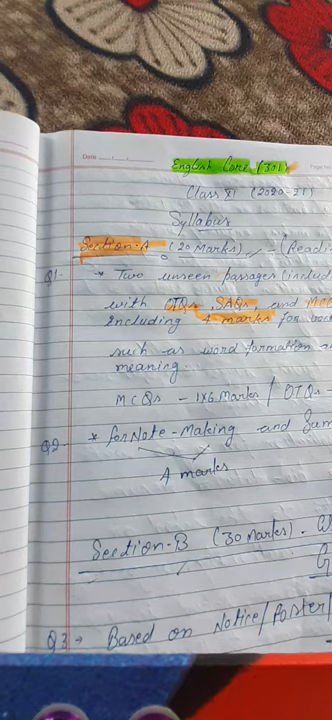 Date
English Core (301)
Class XI (2020-21)
Syllabus
Section-A (20 Marks) - (Readi
Q1- * Two unseen passages (includ
with OTQs, SAQs, and MCQ
including 4 marks for voc
such as word formation a
meaning.
MCQs - 1x6 Marks / OTQs -
Q2- * for Note-Making and Sum
4 marks
Section-B (30 Marks) -
Q3 → Based on Notice/Poster/